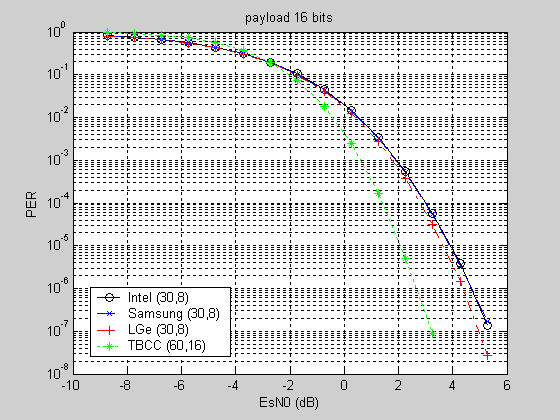 payload 16 bits
10^0
10^-1
10^-2
10^-3
10^-4
10^-5
10^-6
10^-7
10^-8
PER
Intel (30,8)
Samsung (30,8)
LGe (30,8)
TBCC (60,16)
-10 -8 -6 -4 -2 0 2 4 6
EsN0 (dB)